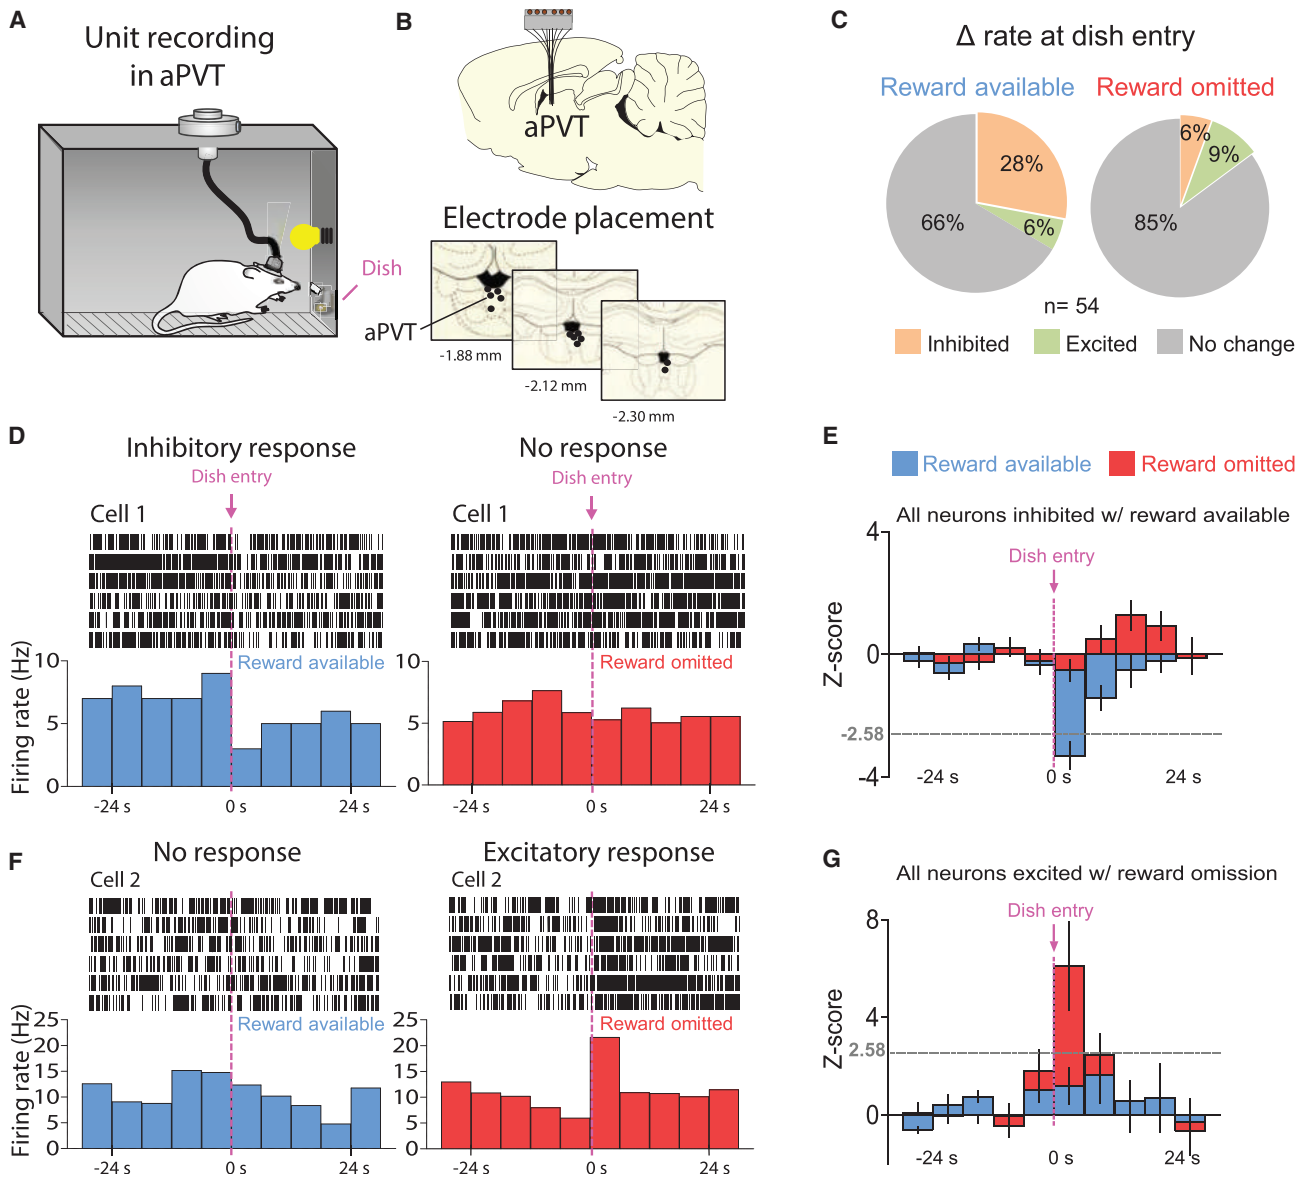 A
Unit recording
in aPVT
Dish
B
aPVT
Electrode placement
aPVT
-1.88 mm
-2.12 mm
-2.30 mm
C
Δ rate at dish entry
Reward available
Reward omitted
28%
6%
66%
6%
9%
85%
n= 54
Inhibited
Excited
No change
D
Inhibitory response
Dish entry
Cell 1
Reward available
Firing rate (Hz)
10
5
0
-24 s
0 s
24 s
No response
Dish entry
Cell 1
Reward omitted
10
5
0
-24 s
0 s
24 s
E
Reward available
Reward omitted
All neurons inhibited w/ reward available
Dish entry
Z-score
4
0
-2.58
-4
-24 s
0 s
24 s
F
No response
Cell 2
Reward available
Firing rate (Hz)
25
20
15
10
5
0
-24 s
0 s
24 s
Excitatory response
Cell 2
Reward omitted
25
20
15
10
5
0
-24 s
0 s
24 s
G
All neurons excited w/ reward omission
Dish entry
Z-score
8
4
2.58
0
-24 s
0 s
24 s